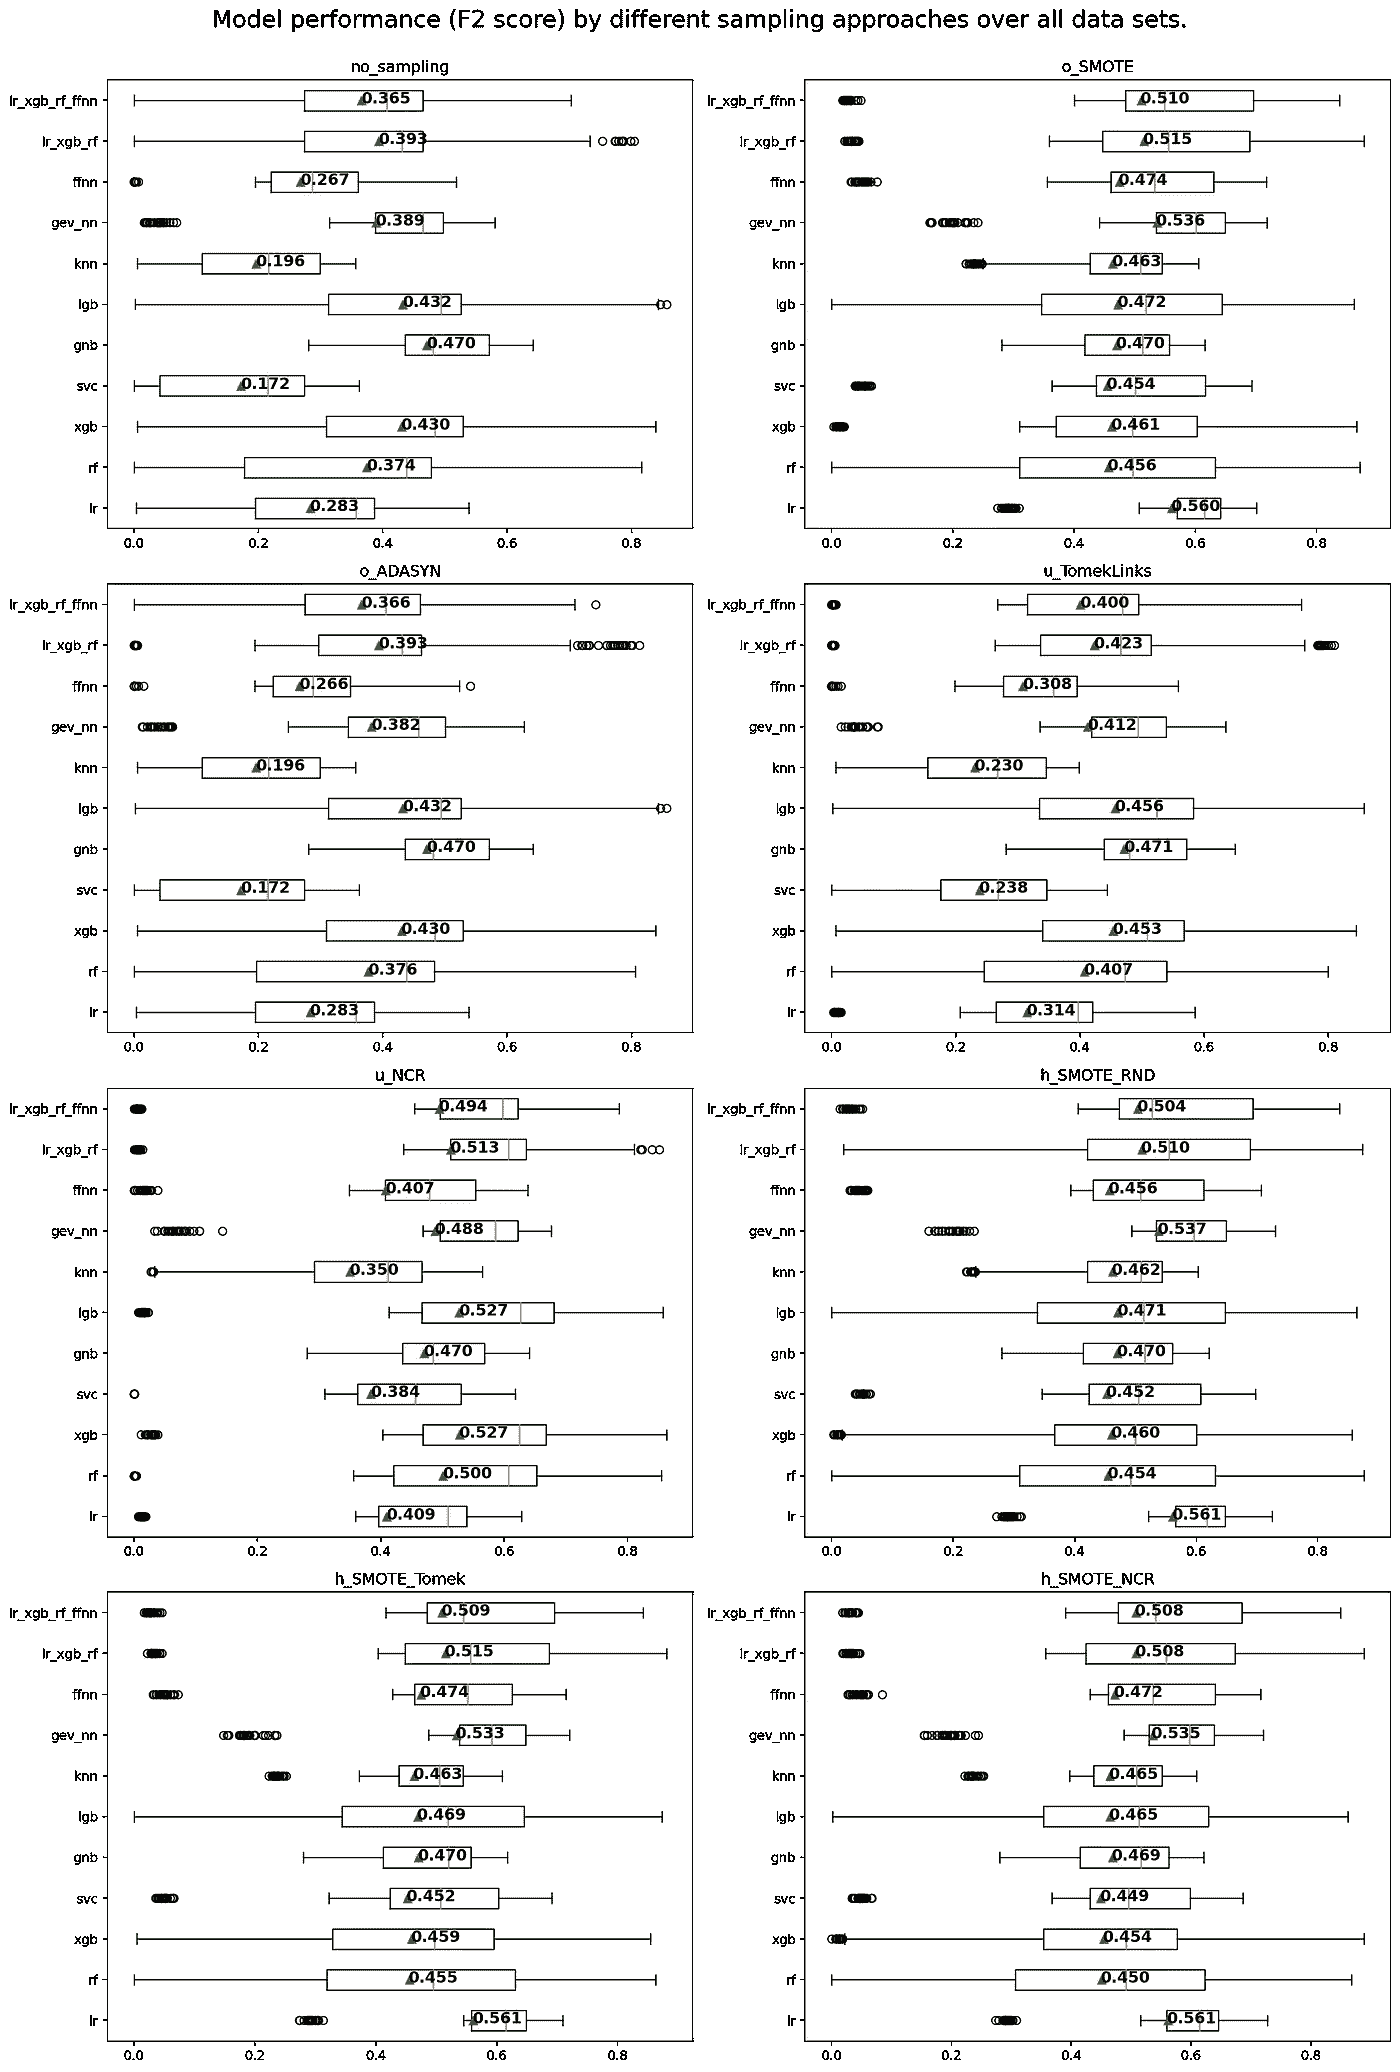 Model performance (F2 score) by different sampling approaches over all data sets.
no_sampling
lr_xgb_rf_ffnn 0.365
lr_xgb_rf 0.393
ffnn 0.267
gev_nn 0.389
knn 0.196
lgb 0.432
gnb 0.470
svc 0.172
xgb 0.430
rf 0.374
lr 0.283
0.0 0.2 0.4 0.6 0.8
o_SMOTE
lr_xgb_rf_ffnn 0.510
lr_xgb_rf 0.515
ffnn 0.474
gev_nn 0.536
knn 0.463
lgb 0.472
gnb 0.470
svc 0.454
xgb 0.461
rf 0.456
lr 0.560
0.0 0.2 0.4 0.6 0.8
o_ADASYN
lr_xgb_rf_ffnn 0.366
lr_xgb_rf 0.393
ffnn 0.266
gev_nn 0.382
knn 0.196
lgb 0.432
gnb 0.470
svc 0.172
xgb 0.430
rf 0.376
lr 0.283
0.0 0.2 0.4 0.6 0.8
u_TomekLinks
lr_xgb_rf_ffnn 0.400
lr_xgb_rf 0.423
ffnn 0.308
gev_nn 0.412
knn 0.230
lgb 0.456
gnb 0.471
svc 0.238
xgb 0.453
rf 0.407
lr 0.314
0.0 0.2 0.4 0.6 0.8
u_NCR
lr_xgb_rf_ffnn 0.494
lr_xgb_rf 0.513
ffnn 0.407
gev_nn 0.488
knn 0.350
lgb 0.527
gnb 0.470
svc 0.384
xgb 0.527
rf 0.500
lr 0.409
0.0 0.2 0.4 0.6 0.8
h_SMOTE_RND
lr_xgb_rf_ffnn 0.504
lr_xgb_rf 0.510
ffnn 0.456
gev_nn 0.537
knn 0.462
lgb 0.471
gnb 0.470
svc 0.452
xgb 0.460
rf 0.454
lr 0.561
0.0 0.2 0.4 0.6 0.8
h_SMOTE_Tomek
lr_xgb_rf_ffnn 0.509
lr_xgb_rf 0.515
ffnn 0.474
gev_nn 0.533
knn 0.463
lgb 0.469
gnb 0.470
svc 0.452
xgb 0.459
rf 0.455
lr 0.561
0.0 0.2 0.4 0.6 0.8
h_SMOTE_NCR
lr_xgb_rf_ffnn 0.508
lr_xgb_rf 0.508
ffnn 0.472
gev_nn 0.535
knn 0.465
lgb 0.465
gnb 0.469
svc 0.449
xgb 0.454
rf 0.450
lr 0.561
0.0 0.2 0.4 0.6 0.8